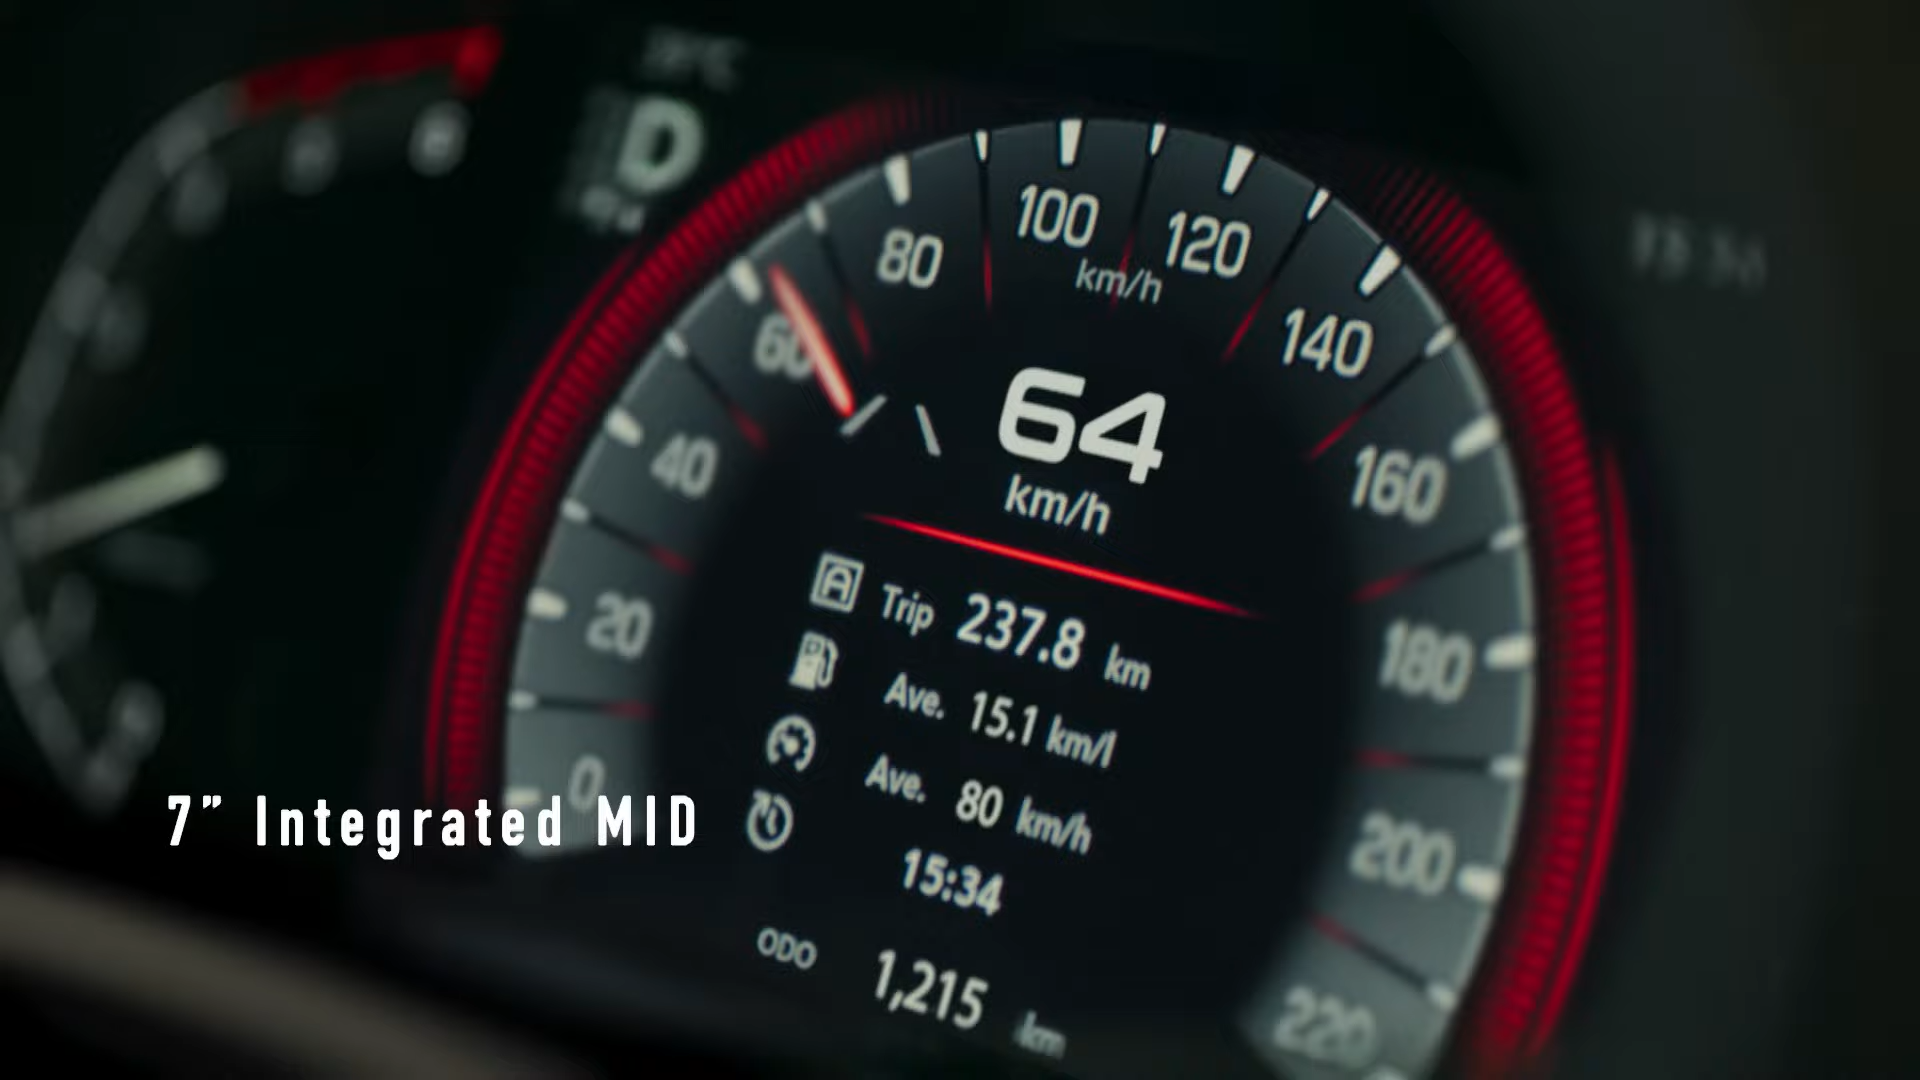 D
100
120
80
km/h
60
140
64
km/h
40
160
A Trip 237.8 km
20
180
Ave. 15.1 km/l
0
Ave. 80 km/h
7” Integrated MID
15:34
200
ODO 1,215 km
220